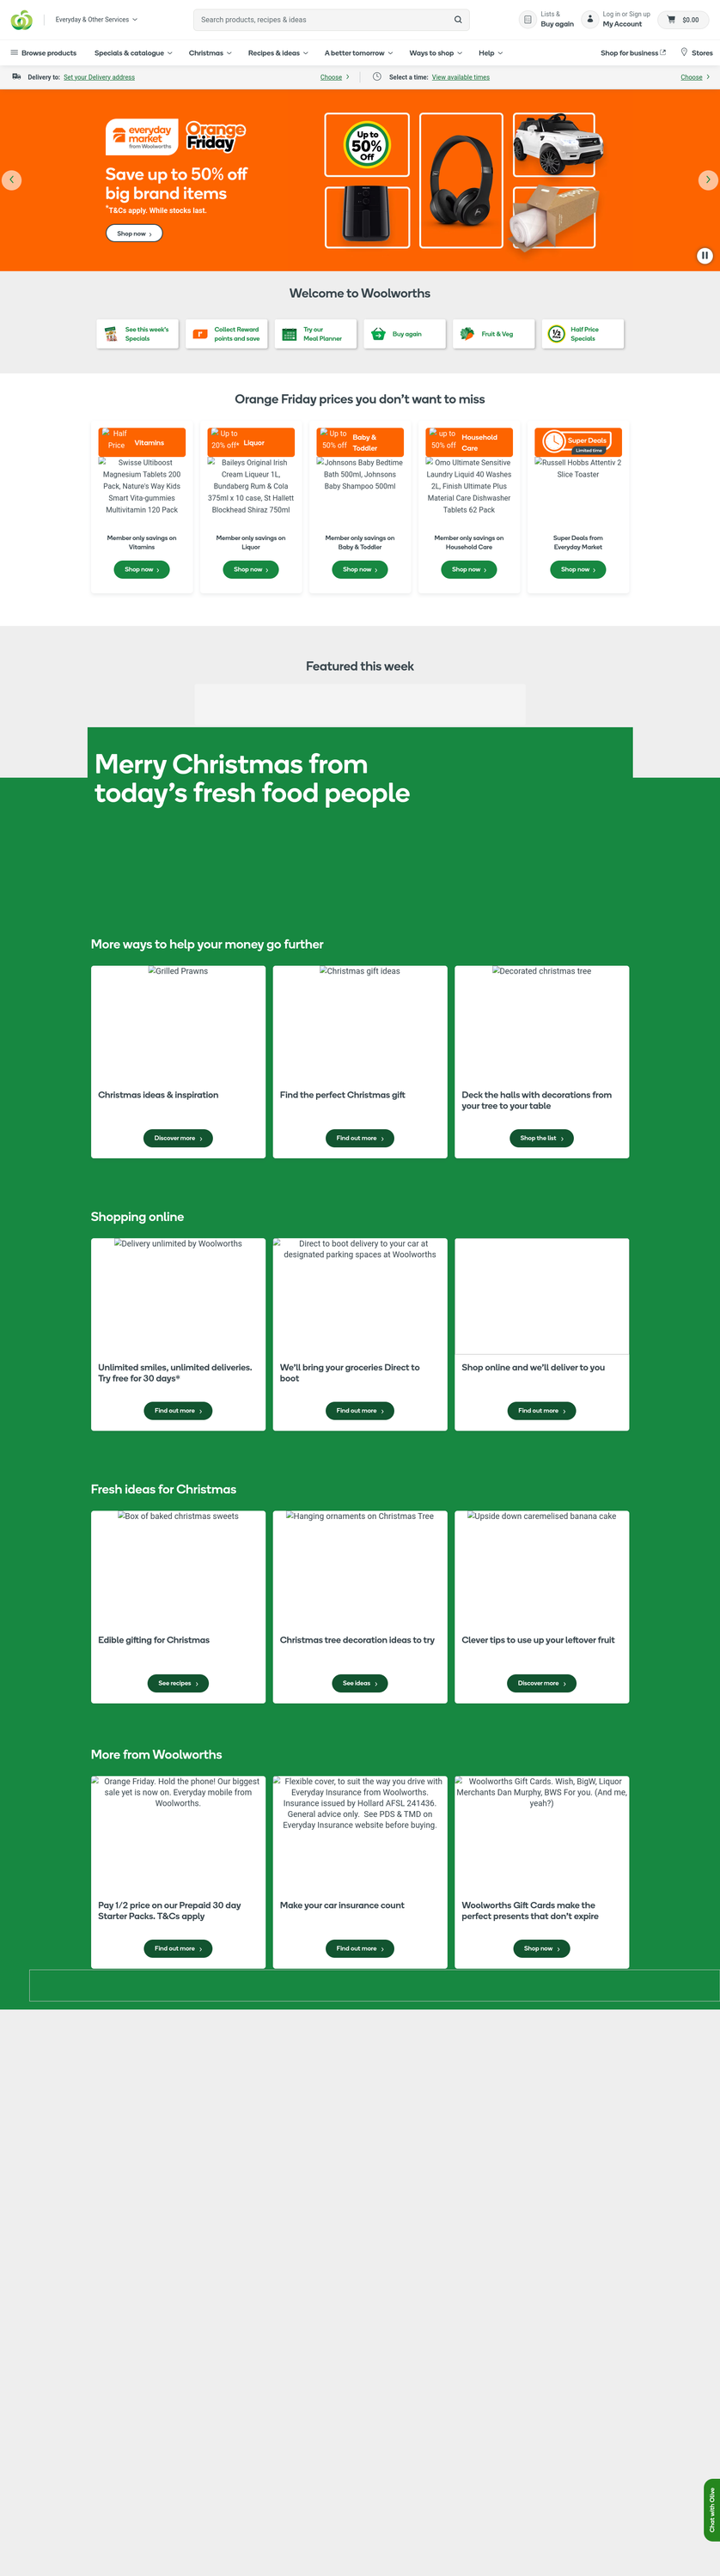 Everyday & Other Services
Search products, recipes & ideas
Lists &
Buy again
Log in or Sign up
My Account
$0.00
Browse products
Specials & catalogue
Christmas
Recipes & ideas
A better tomorrow
Ways to shop
Help
Shop for business
Stores
Delivery to: Set your Delivery address
Choose
Select a time: View available times
Choose
everyday
market
from Woolworths
Orange
Friday
Save up to 50% off
big brand items
*T&Cs apply. While stocks last.
Shop now
Up to
50%
Off
Welcome to Woolworths
See this week's
Specials
Collect Reward
points and save
Try our
Meal Planner
Buy again
Fruit & Veg
1/2
Half Price
Specials
Orange Friday prices you don't want to miss
Half
Price
Vitamins
Swisse Ultiboost
Magnesium Tablets 200
Pack, Nature's Way Kids
Smart Vita-gummies
Multivitamin 120 Pack
Member only savings on
Vitamins
Shop now
Up to
20% off*
Liquor
Baileys Original Irish
Cream Liqueur 1L,
Bundaberg Rum & Cola
375ml x 10 case, St Hallett
Blockhead Shiraz 750ml
Member only savings on
Liquor
Shop now
Up to
50% off
Baby &
Toddler
Johnsons Baby Bedtime
Bath 500ml, Johnsons
Baby Shampoo 500ml
Member only savings on
Baby & Toddler
Shop now
up to
50% off
Household
Care
Omo Ultimate Sensitive
Laundry Liquid 40 Washes
2L, Finish Ultimate Plus
Material Care Dishwasher
Tablets 62 Pack
Member only savings on
Household Care
Shop now
Super Deals
Limited time
Russell Hobbs Attentiv 2
Slice Toaster
Super Deals from
Everyday Market
Shop now
Featured this week
Merry Christmas from
today's fresh food people
More ways to help your money go further
Grilled Prawns
Christmas ideas & inspiration
Discover more
Christmas gift ideas
Find the perfect Christmas gift
Find out more
Decorated christmas tree
Deck the halls with decorations from
your tree to your table
Shop the list
Shopping online
Delivery unlimited by Woolworths
Unlimited smiles, unlimited deliveries.
Try free for 30 days*
Find out more
Direct to boot delivery to your car at
designated parking spaces at Woolworths
We'll bring your groceries Direct to
boot
Find out more
Shop online and we'll deliver to you
Find out more
Fresh ideas for Christmas
Box of baked christmas sweets
Edible gifting for Christmas
See recipes
Hanging ornaments on Christmas Tree
Christmas tree decoration ideas to try
See ideas
Upside down caremelised banana cake
Clever tips to use up your leftover fruit
Discover more
More from Woolworths
Orange Friday. Hold the phone! Our biggest
sale yet is now on. Everyday mobile from
Woolworths.
Pay 1/2 price on our Prepaid 30 day
Starter Packs. T&Cs apply
Find out more
Flexible cover, to suit the way you drive with
Everyday Insurance from Woolworths.
Insurance issued by Hollard AFSL 241436.
General advice only. See PDS & TMD on
Everyday Insurance website before buying.
Make your car insurance count
Find out more
Woolworths Gift Cards. Wish, BigW, Liquor
Merchants Dan Murphy, BWS For you. (And me,
yeah?)
Woolworths Gift Cards make the
perfect presents that don't expire
Shop now
Chat with Olive